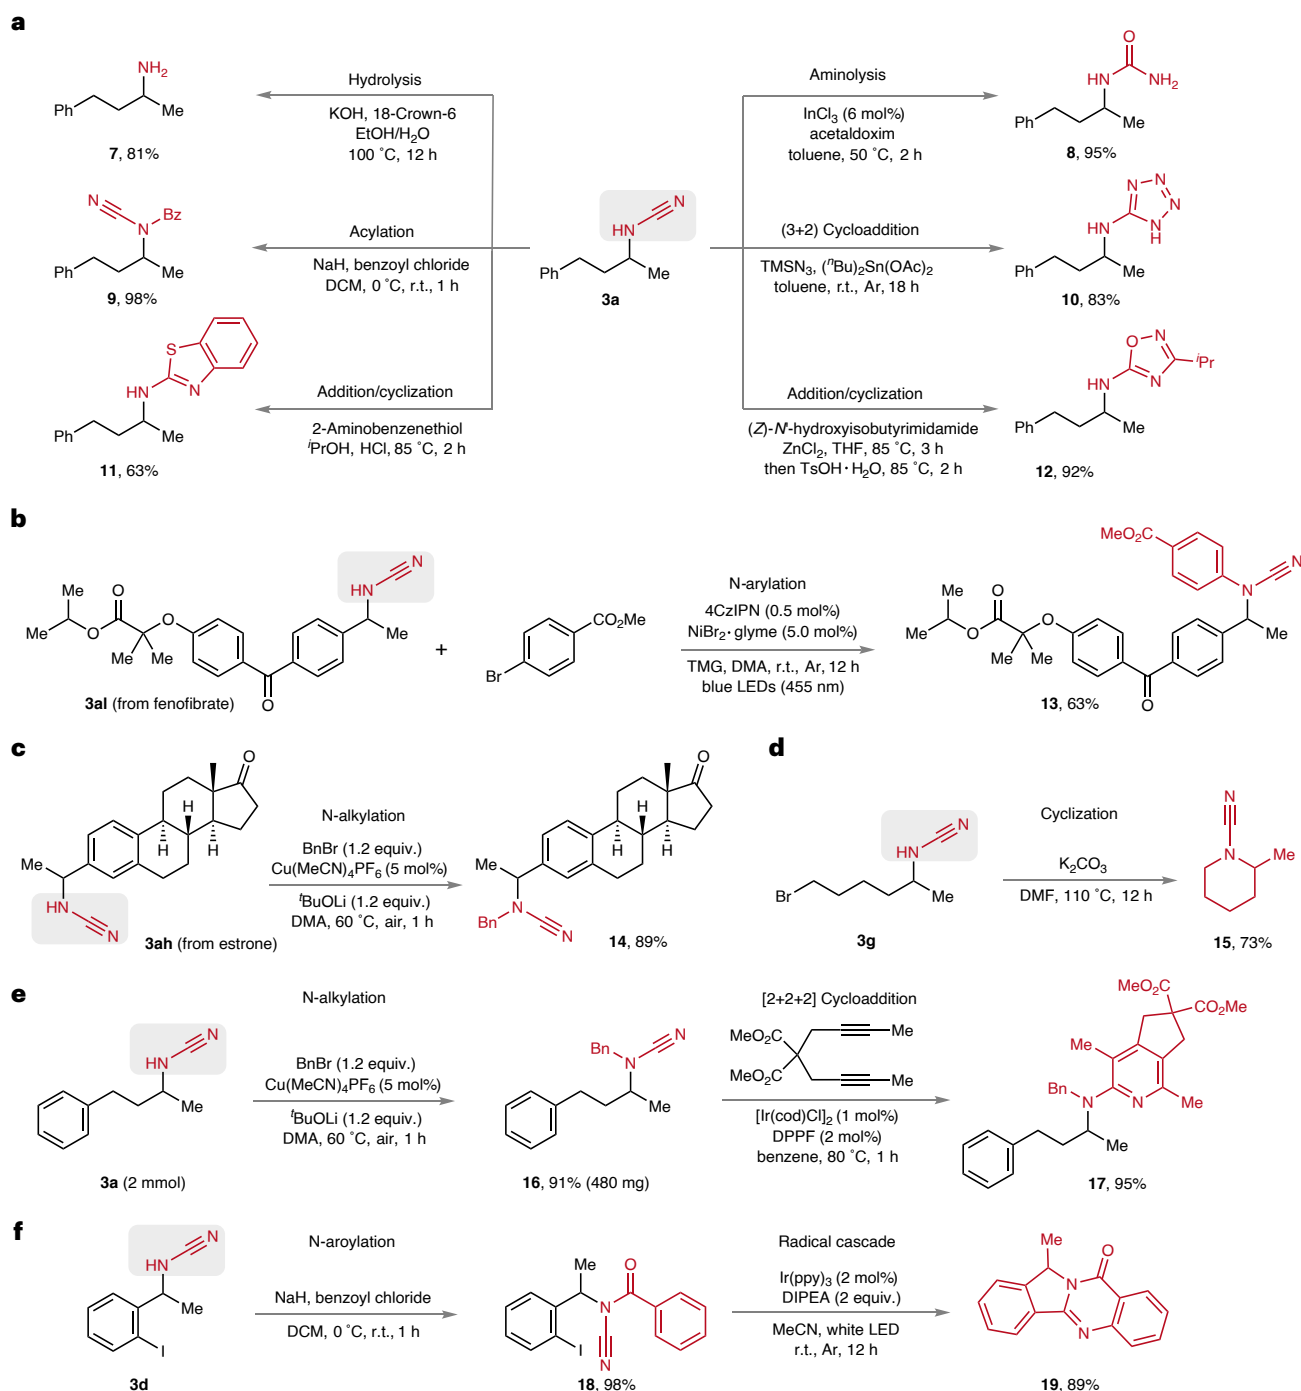 a
NH2
Ph
Me
7, 81%
Hydrolysis
KOH, 18-Crown-6
EtOH/H2O
100 ˚C, 12 h
Aminolysis
InCl3 (6 mol%)
acetaldoxim
toluene, 50 ˚C, 2 h
O
HN
NH2
Ph
Me
8, 95%
N
N
Bz
Ph
Me
9, 98%
Acylation
NaH, benzoyl chloride
DCM, 0 ˚C, r.t., 1 h
N
HN
Ph
Me
3a
(3+2) Cycloaddition
TMSN3, (nBu)2Sn(OAc)2
toluene, r.t., Ar, 18 h
N
N
N
N
H
HN
Ph
Me
10, 83%
S
N
HN
Ph
Me
11, 63%
Addition/cyclization
2-Aminobenzenethiol
iPrOH, HCl, 85 ˚C, 2 h
Addition/cyclization
(Z)-N'-hydroxyisobutyrimidamide
ZnCl2, THF, 85 ˚C, 3 h
then TsOH·H2O, 85 ˚C, 2 h
O
N
N
iPr
HN
Ph
Me
12, 92%
b
N
HN
Me
Me
Me
O
O
O
Me
Me
O
3al (from fenofibrate)
+
CO2Me
Br
N-arylation
4CzIPN (0.5 mol%)
NiBr2·glyme (5.0 mol%)
TMG, DMA, r.t., Ar, 12 h
blue LEDs (455 nm)
MeO2C
N
N
Me
Me
Me
O
O
O
Me
Me
O
13, 63%
c
O
H
H
H
Me
HN
N
3ah (from estrone)
N-alkylation
BnBr (1.2 equiv.)
Cu(MeCN)4PF6 (5 mol%)
tBuOLi (1.2 equiv.)
DMA, 60 ˚C, air, 1 h
O
H
H
H
Me
N
Bn
N
14, 89%
d
N
HN
Br
Me
3g
Cyclization
K2CO3
DMF, 110 ˚C, 12 h
N
N
Me
15, 73%
e
N
HN
Me
3a (2 mmol)
N-alkylation
BnBr (1.2 equiv.)
Cu(MeCN)4PF6 (5 mol%)
tBuOLi (1.2 equiv.)
DMA, 60 ˚C, air, 1 h
Bn
N
N
Me
16, 91% (480 mg)
[2+2+2] Cycloaddition
MeO2C
MeO2C
Me
Me
[Ir(cod)Cl]2 (1 mol%)
DPPF (2 mol%)
benzene, 80 ˚C, 1 h
MeO2C
CO2Me
Me
Bn
N
N
Me
Me
17, 95%
f
N
HN
Me
I
3d
N-aroylation
NaH, benzoyl chloride
DCM, 0˚C, r.t., 1 h
Me
O
N
I
N
18, 98%
Radical cascade
Ir(ppy)3 (2 mol%)
DIPEA (2 equiv.)
MeCN, white LED
r.t., Ar, 12 h
Me
O
N
N
19, 89%